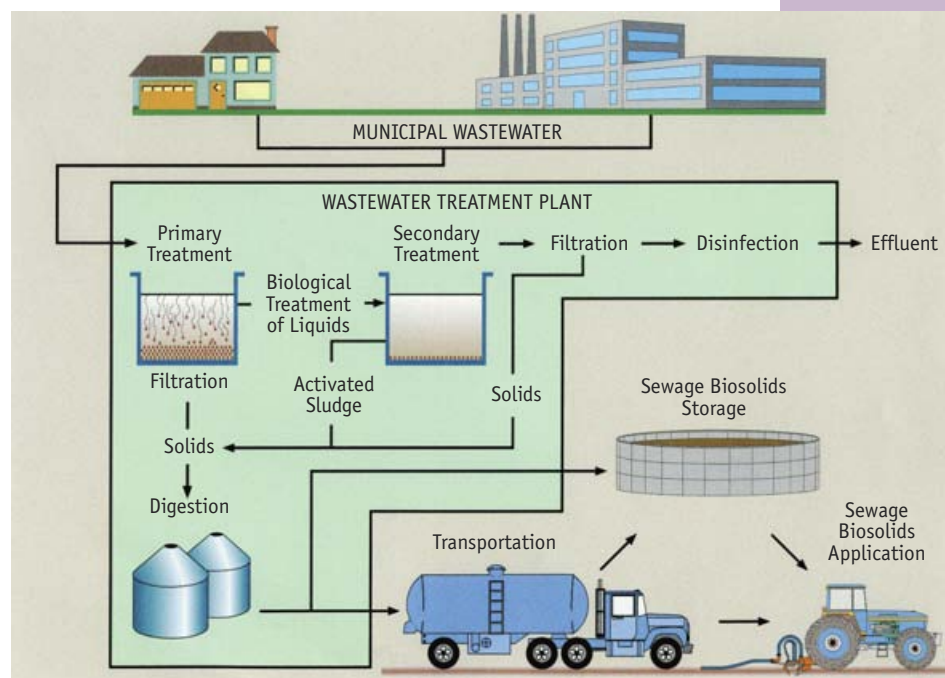 MUNICIPAL WASTEWATER
WASTEWATER TREATMENT PLANT
Primary
Treatment
Secondary
Treatment
Filtration
Disinfection
Effluent
Biological
Treatment
of Liquids
Filtration
Activated
Sludge
Solids
Sewage Biosolids
Storage
Solids
Digestion
Transportation
Sewage
Biosolids
Application